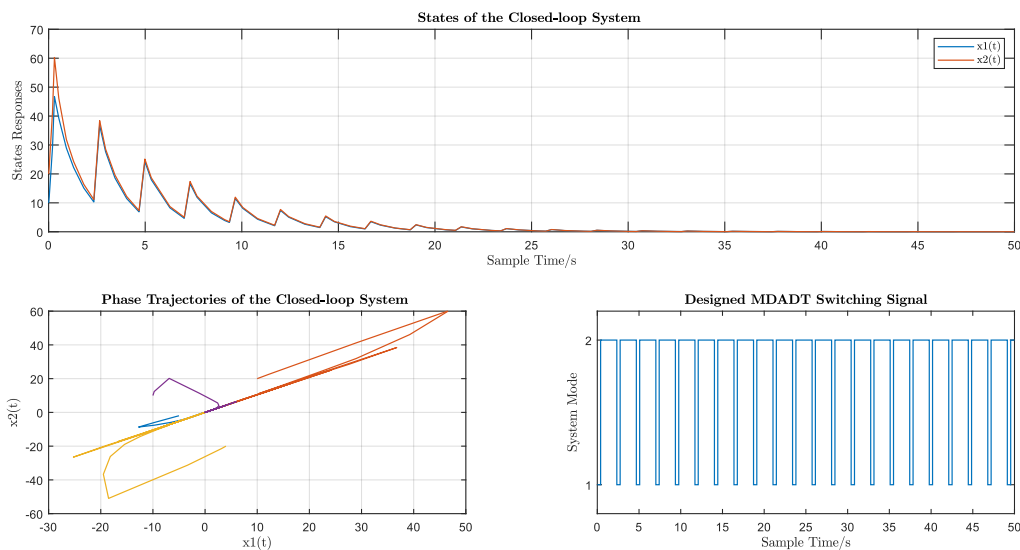 States of the Closed-loop System
70
60
50
40
30
20
10
0
States Responses
x1(t)
x2(t)
0 5 10 15 20 25 30 35 40 45 50
Sample Time/s
Phase Trajectories of the Closed-loop System
60
40
20
0
-20
-40
-60
x2(t)
-30 -20 -10 0 10 20 30 40 50
x1(t)
Designed MDADT Switching Signal
2
1
System Mode
0 5 10 15 20 25 30 35 40 45 50
Sample Time/s